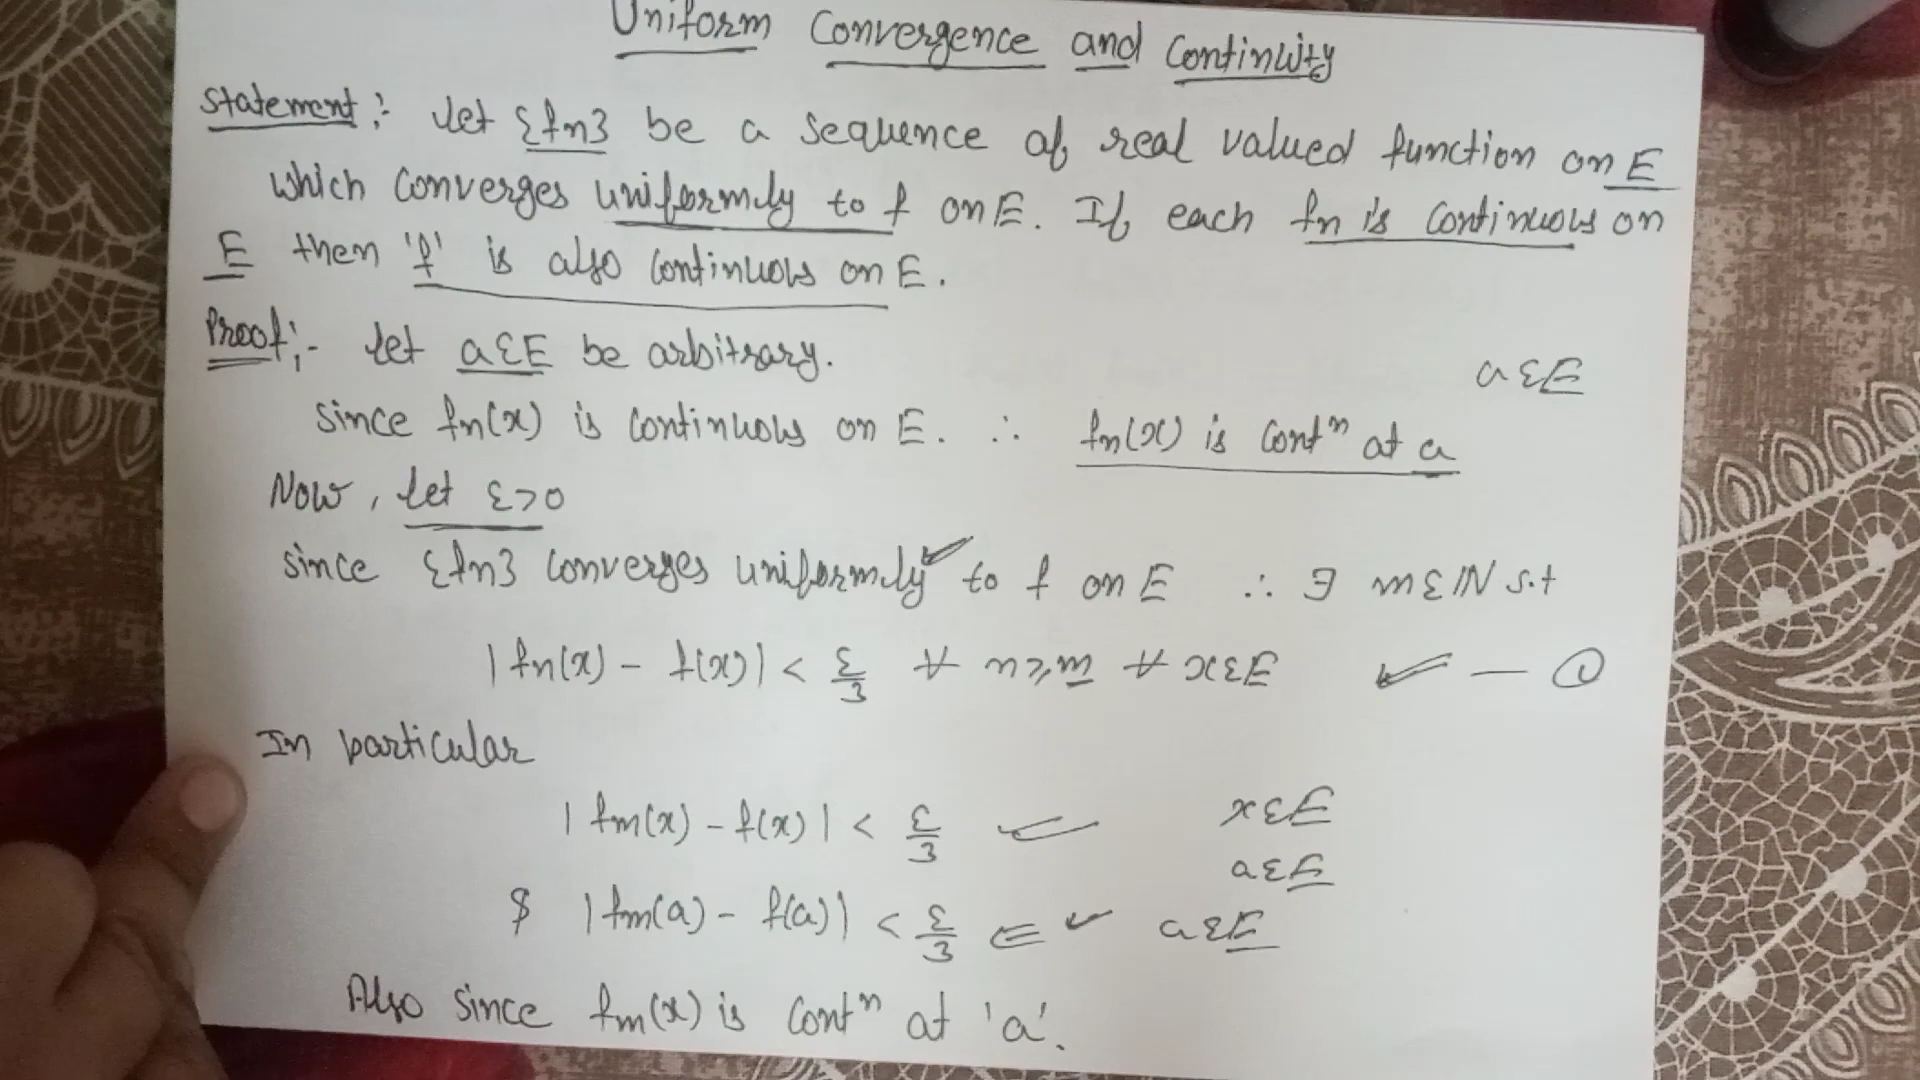 Uniform Convergence and Continuity
Statement :- Let {fn} be a sequence of real valued function on E
which converges uniformly to f on E. If each fn is continuous on
E then 'f' is also continuous on E.
Proof :- Let a∈E be arbitrary.
a∈E
Since fn(x) is continuous on E. ∴ fn(x) is contⁿ at a
Now, let ε>0
since {fn} converges uniformly to f on E ∴ ∃ m∈ℕ s.t
|fn(x) - f(x)| < ε/3 ∀ n≥m ∀ x∈E — ①
In particular
|fm(x) - f(x)| < ε/3 x∈E
a∈E
& |fm(a) - f(a)| < ε/3 a∈E
Also since fm(x) is contⁿ at 'a'.